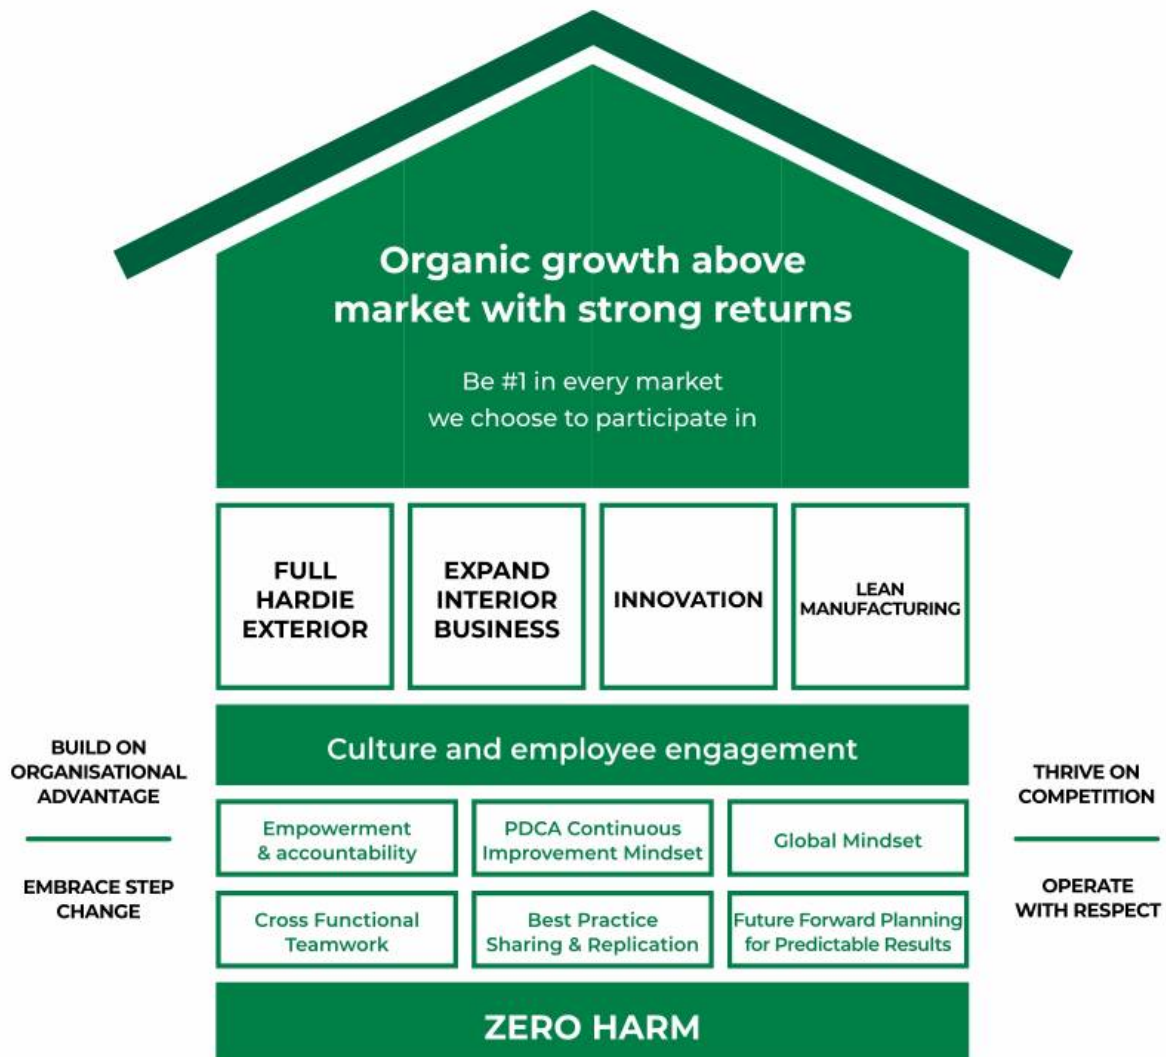 Organic growth above
market with strong returns
Be #1 in every market
we choose to participate in
FULL
HARDIE
EXTERIOR
EXPAND
INTERIOR
BUSINESS
INNOVATION
LEAN
MANUFACTURING
BUILD ON
ORGANISATIONAL
ADVANTAGE
EMBRACE STEP
CHANGE
Culture and employee engagement
Empowerment
& accountability
PDCA Continuous
Improvement Mindset
Global Mindset
Cross Functional
Teamwork
Best Practice
Sharing & Replication
Future Forward Planning
for Predictable Results
THRIVE ON
COMPETITION
OPERATE
WITH RESPECT
ZERO HARM